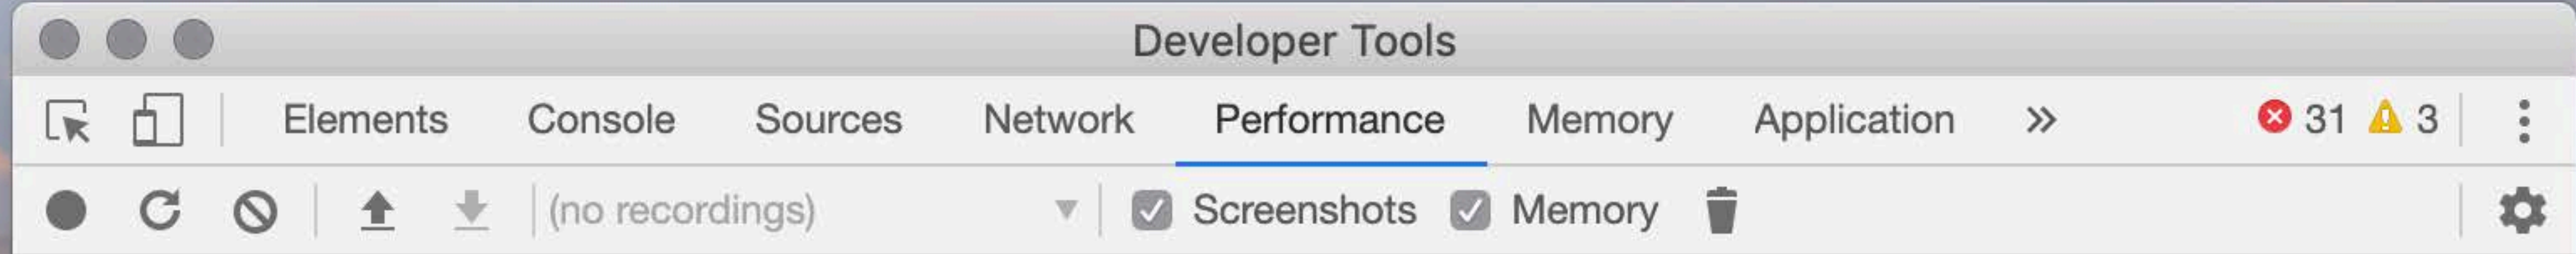 Developer Tools
Elements Console Sources Network Performance Memory Application » 31 3
(no recordings) Screenshots Memory